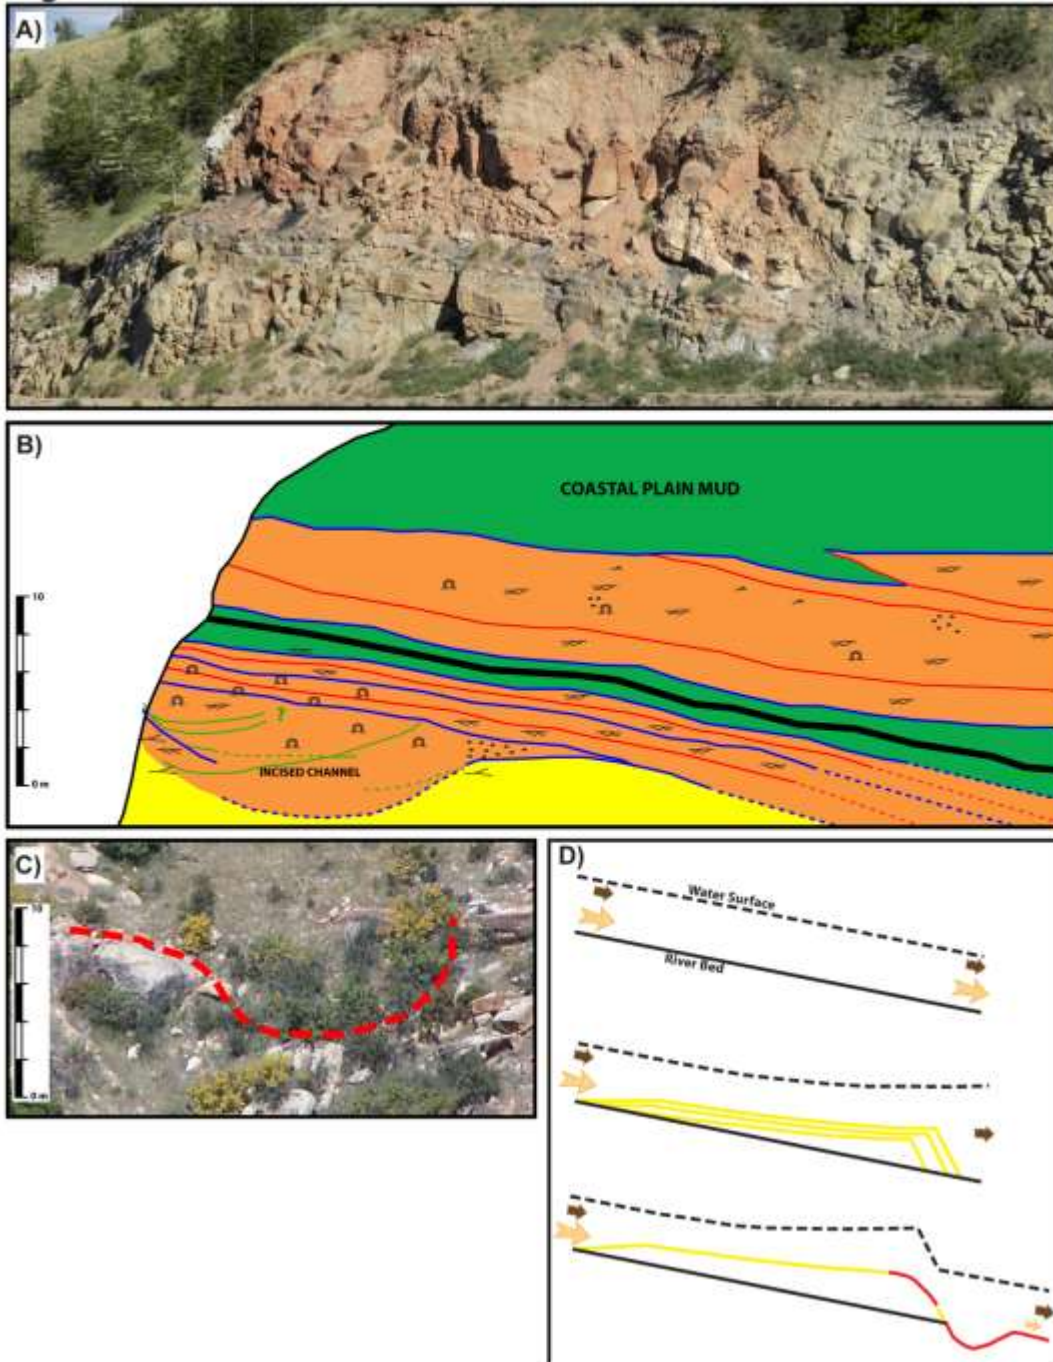 A)
B)
COASTAL PLAIN MUD
10
?
INCISED CHANNEL
0 m
C)
10
0 m
D)
Water Surface
River Bed